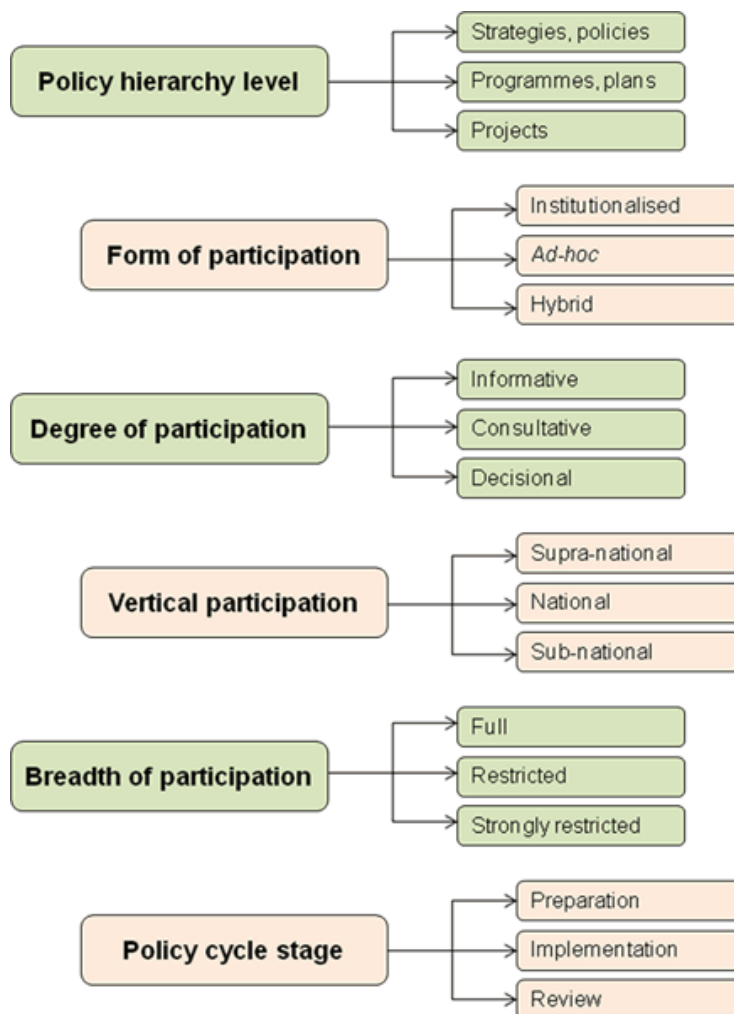 Policy hierarchy level
Strategies, policies
Programmes, plans
Projects
Form of participation
Institutionalised
Ad-hoc
Hybrid
Degree of participation
Informative
Consultative
Decisional
Vertical participation
Supra-national
National
Sub-national
Breadth of participation
Full
Restricted
Strongly restricted
Policy cycle stage
Preparation
Implementation
Review